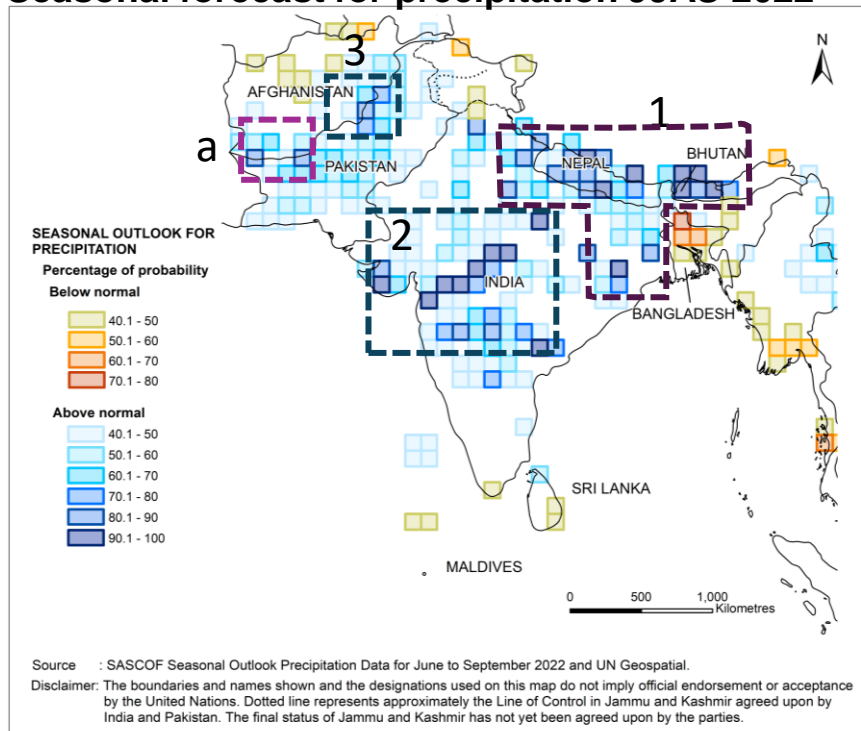 Seasonal forecast for precipitation JJAS 2022
N
3
1
AFGHANISTAN
a
BHUTAN
NEPAL
PAKISTAN
2
SEASONAL OUTLOOK FOR
PRECIPITATION
Percentage of probability
Below normal
40.1 - 50
50.1 - 60
60.1 - 70
70.1 - 80
Above normal
40.1 - 50
50.1 - 60
60.1 - 70
70.1 - 80
80.1 - 90
90.1 - 100
INDIA
BANGLADESH
SRI LANKA
MALDIVES
0 500 1,000
Kilometres
Source : SASCOF Seasonal Outlook Precipitation Data for June to September 2022 and UN Geospatial.
Disclaimer: The boundaries and names shown and the designations used on this map do not imply official endorsement or acceptance
by the United Nations. Dotted line represents approximately the Line of Control in Jammu and Kashmir agreed upon by
India and Pakistan. The final status of Jammu and Kashmir has not yet been agreed upon by the parties.